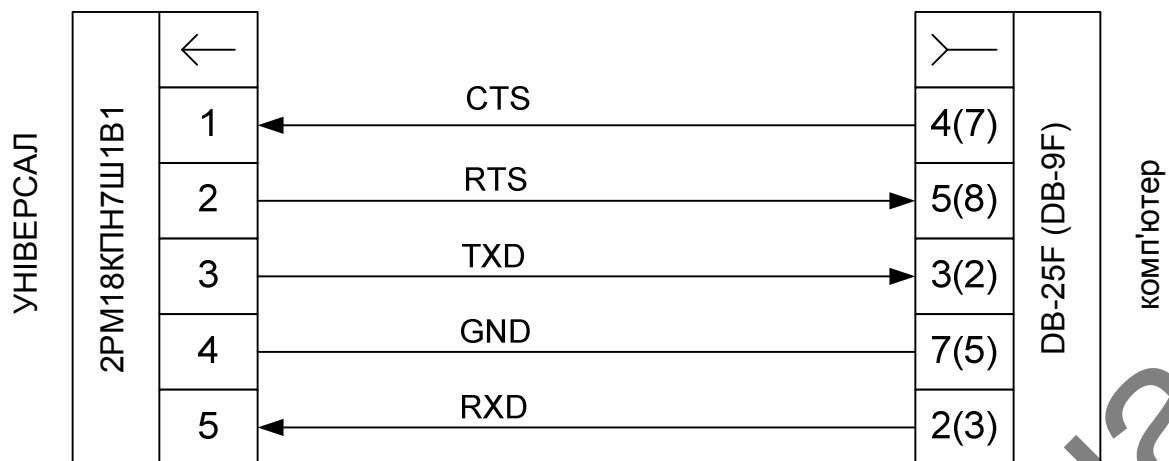 УНІВЕРСАЛ
2РМ18КПН7Ш1В1
1
CTS
4(7)
2
RTS
5(8)
3
TXD
3(2)
4
GND
7(5)
5
RXD
2(3)
DB-25F (DB-9F)
комп'ютер